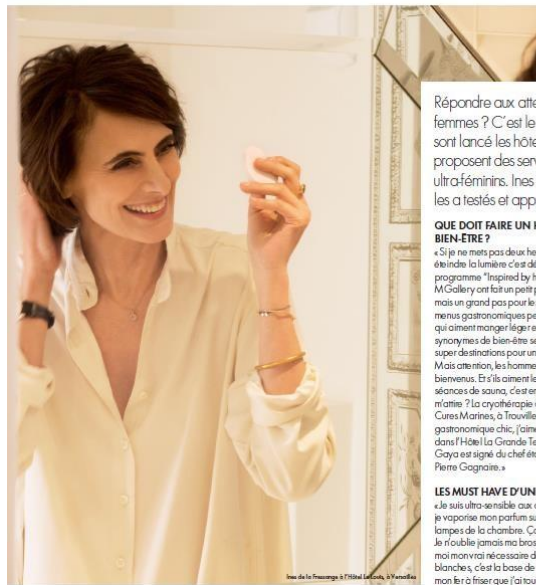 Répondre aux atte
femmes ? C'est le
sont lancé les hôte
proposent des serv
ultra-féminins. Ines
les a testés et app
QUE DOIT FAIRE UN H
BIEN-ÊTRE ?
« Si je ne mets pas deux he
éteindre la lumière c'est dé
programme "Inspired by h
MGallery ont fait un petit p
mais un grand pas pour le
menus gastronomiques pe
qui aiment manger léger e
synonymes de bien-être se
super destinations pour un
Mais attention, les homme
bienvenus. Et s'ils aiment le
séances de sauna, c'est en
m'attire ? La cryothérapie
Cures Marines, à Trouville
gastronomique chic, j'aime
dans l'Hôtel La Grande Te
Gaya est signé du chef éto
Pierre Gagnaire. »
LES MUST HAVE D'UN
«Je suis ultra-sensible aux
je vaporise mon parfum su
lampes de la chambre. Ça
Je n'oublie jamais ma bros
moi mon vrai nécessaire d
blanches, c'est la base de
mon fer à friser que j'ai tou
Ines de la Fressange à l'Hôtel Le Louis, à Versailles